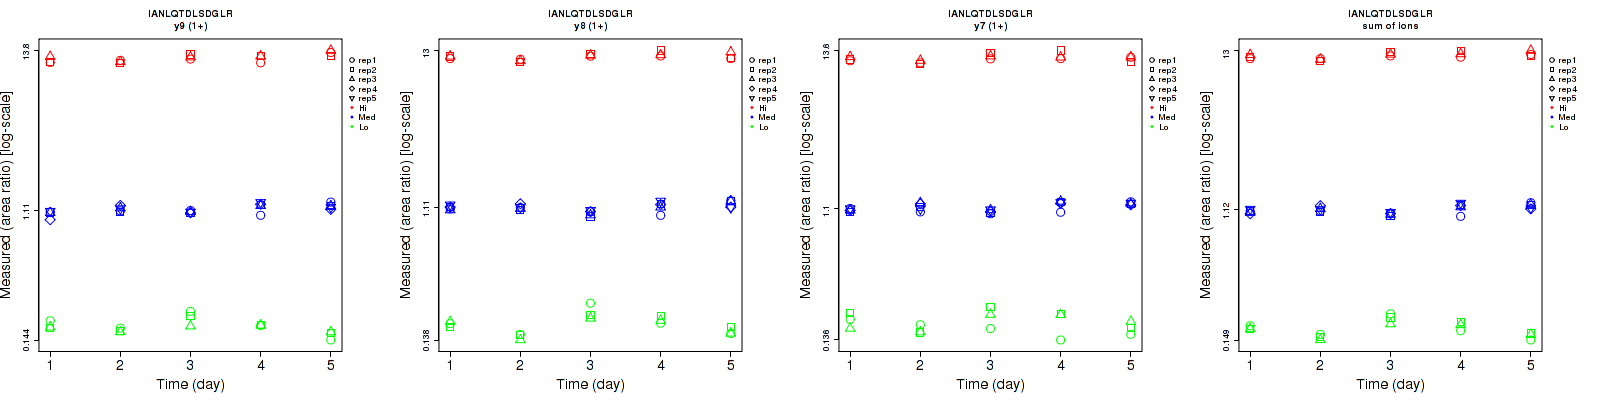 IANLQTDLSDGLR
y9 (1+)
Measured (area ratio) [log-scale]
13.8
1.11
0.144
1 2 3 4 5
Time (day)
rep1
rep2
rep3
rep4
rep5
Hi
Med
Lo
IANLQTDLSDGLR
y8 (1+)
Measured (area ratio) [log-scale]
13
1.11
0.138
1 2 3 4 5
Time (day)
rep1
rep2
rep3
rep4
rep5
Hi
Med
Lo
IANLQTDLSDGLR
y7 (1+)
Measured (area ratio) [log-scale]
13.6
1.1
0.136
1 2 3 4 5
Time (day)
rep1
rep2
rep3
rep4
rep5
Hi
Med
Lo
IANLQTDLSDGLR
sum of ions
Measured (area ratio) [log-scale]
13
1.12
0.149
1 2 3 4 5
Time (day)
rep1
rep2
rep3
rep4
rep5
Hi
Med
Lo